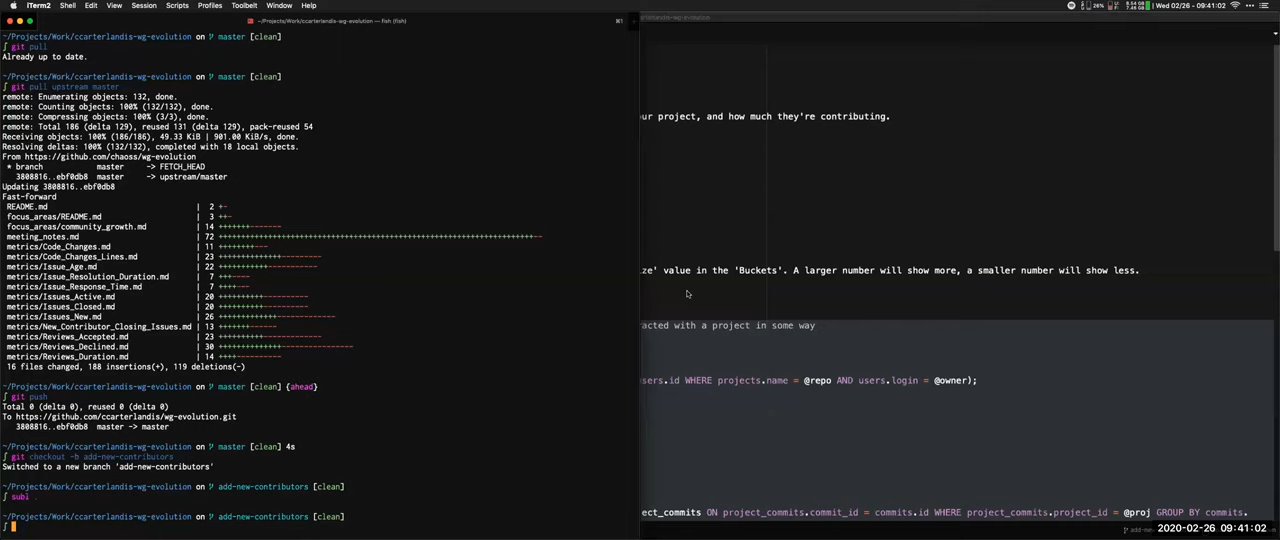 iTerm2 Shell Edit View Session Scripts Profiles Toolbelt Window Help
26% Wed 02/26 - 09:41:02
~/Projects/Work/ccarterlandis-wg-evolution — fish (fish) ⌘1
~/Projects/Work/ccarterlandis-wg-evolution on master [clean]
∫ git pull
Already up to date.
~/Projects/Work/ccarterlandis-wg-evolution on master [clean]
∫ git pull upstream master
remote: Enumerating objects: 132, done.
remote: Counting objects: 100% (132/132), done.
remote: Compressing objects: 100% (3/3), done.
remote: Total 186 (delta 129), reused 131 (delta 129), pack-reused 54
Receiving objects: 100% (186/186), 49.33 KiB | 901.00 KiB/s, done.
Resolving deltas: 100% (132/132), completed with 18 local objects.
From https://github.com/chaoss/wg-evolution
* branch master -> FETCH_HEAD
3808816..ebf0db8 master -> upstream/master
Updating 3808816..ebf0db8
Fast-forward
README.md | 2 +-
focus_areas/README.md | 3 ++-
focus_areas/community_growth.md | 14 +++++++-------
meeting_notes.md | 72
metrics/Code_Changes.md | 11
metrics/Code_Changes_Lines.md | 23
metrics/Issue_Age.md | 22
metrics/Issue_Resolution_Duration.md | 7 +++----
metrics/Issue_Response_Time.md | 7 ++++---
metrics/Issues_Active.md | 20
metrics/Issues_Closed.md | 20
metrics/Issues_New.md | 26
metrics/New_Contributor_Closing_Issues.md | 13
metrics/Reviews_Accepted.md | 23
metrics/Reviews_Declined.md | 30
metrics/Reviews_Duration.md | 14
16 files changed, 188 insertions(+), 119 deletions(-)
~/Projects/Work/ccarterlandis-wg-evolution on master [clean] {ahead}
∫ git push
Total 0 (delta 0), reused 0 (delta 0)
To https://github.com/ccarterlandis/wg-evolution.git
3808816..ebf0db8 master -> master
~/Projects/Work/ccarterlandis-wg-evolution on master [clean] 4s
∫ git checkout -b add-new-contributors
Switched to a new branch 'add-new-contributors'
~/Projects/Work/ccarterlandis-wg-evolution on add-new-contributors [clean]
∫ subl .
~/Projects/Work/ccarterlandis-wg-evolution on add-new-contributors [clean]
∫
ur project, and how much they're contributing.
ze' value in the 'Buckets'. A larger number will show more, a smaller number will show less.
racted with a project in some way
sers.id WHERE projects.name = @repo AND users.login = @owner);
ject_commits ON project_commits.commit_id = commits.id WHERE project_commits.project_id = @proj GROUP BY commits.
2020-02-26 09:41:02